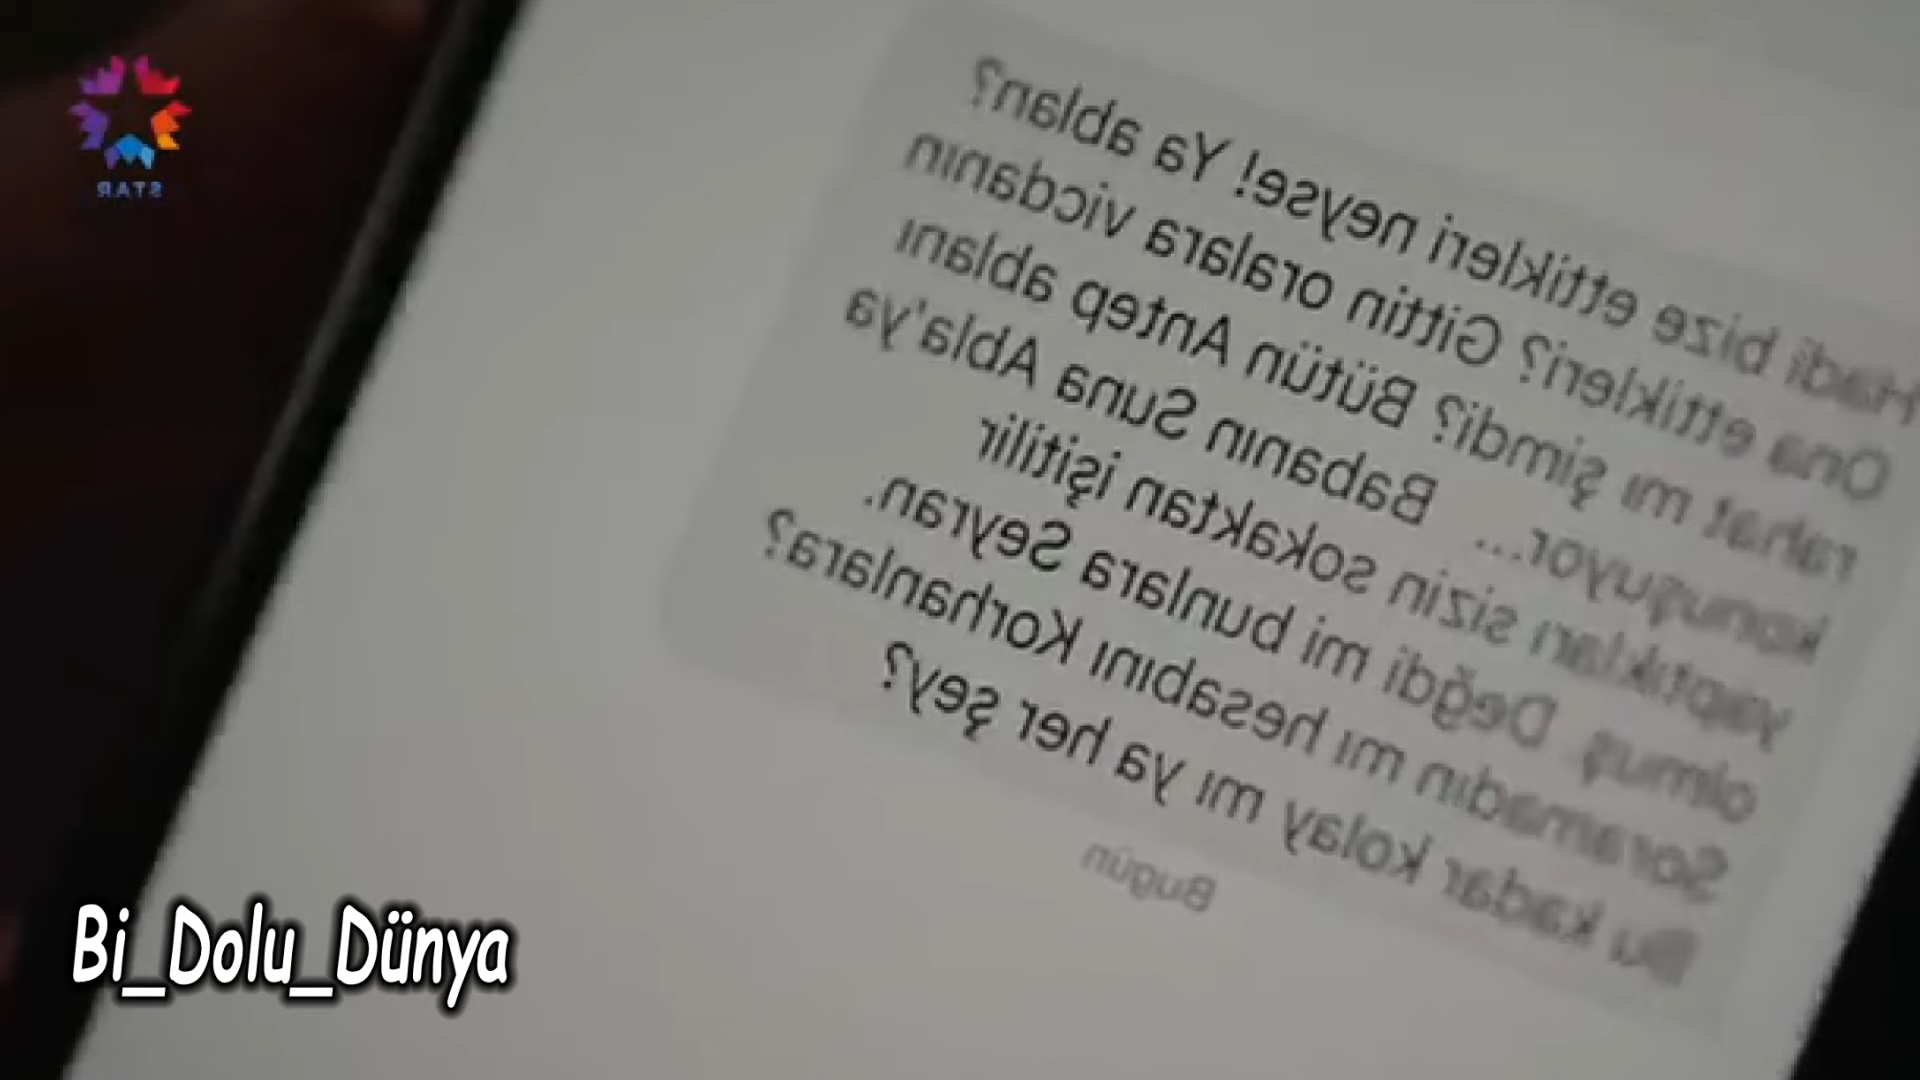 STAR
Hadi bize ettikleri neyse! Ya ablan?
Ona ettikleri? Gittin oralara vicdanın
rahat mı şimdi? Bütün Antep ablanı
konuşuyor... Babanın Suna Abla'ya
yaptıkları sizin sokaktan işitilir
olmuş. Değdi mi bunlara Seyran.
Soramadın mı hesabını Korhanlara?
Bu kadar kolay mı ya her şey?
Bugün
Bi_Dolu_Dünya